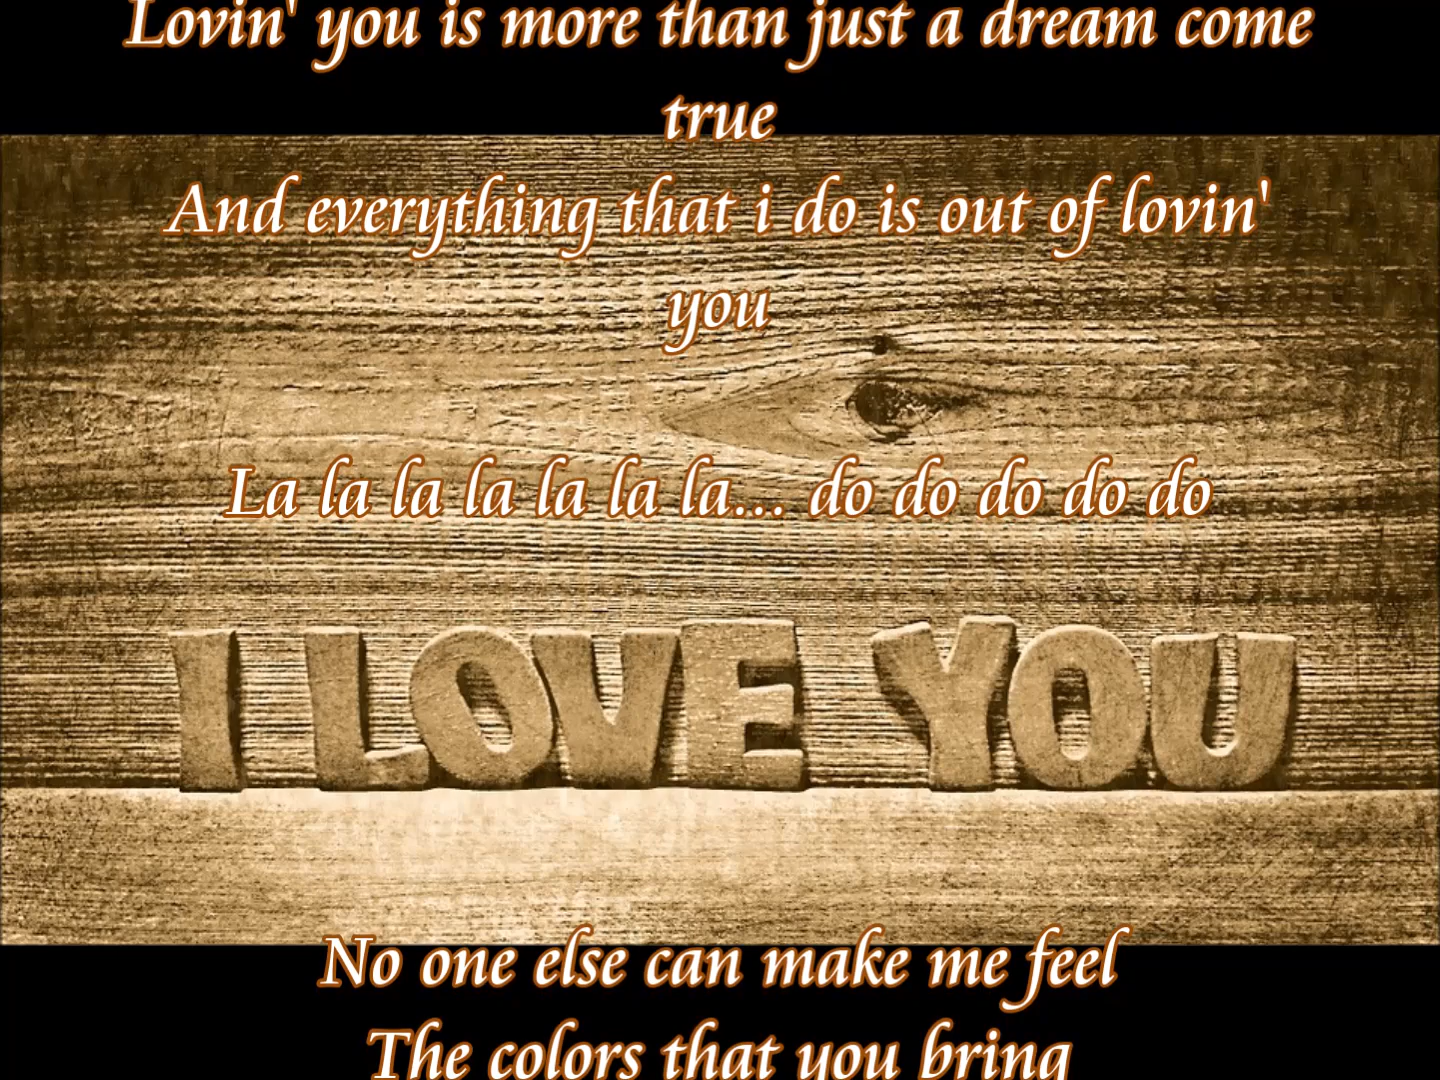 Lovin' you is more than just a dream come
true
And everything that i do is out of lovin'
you
La la la la la la la... do do do do do
I LOVE YOU
No one else can make me feel
The colors that you bring